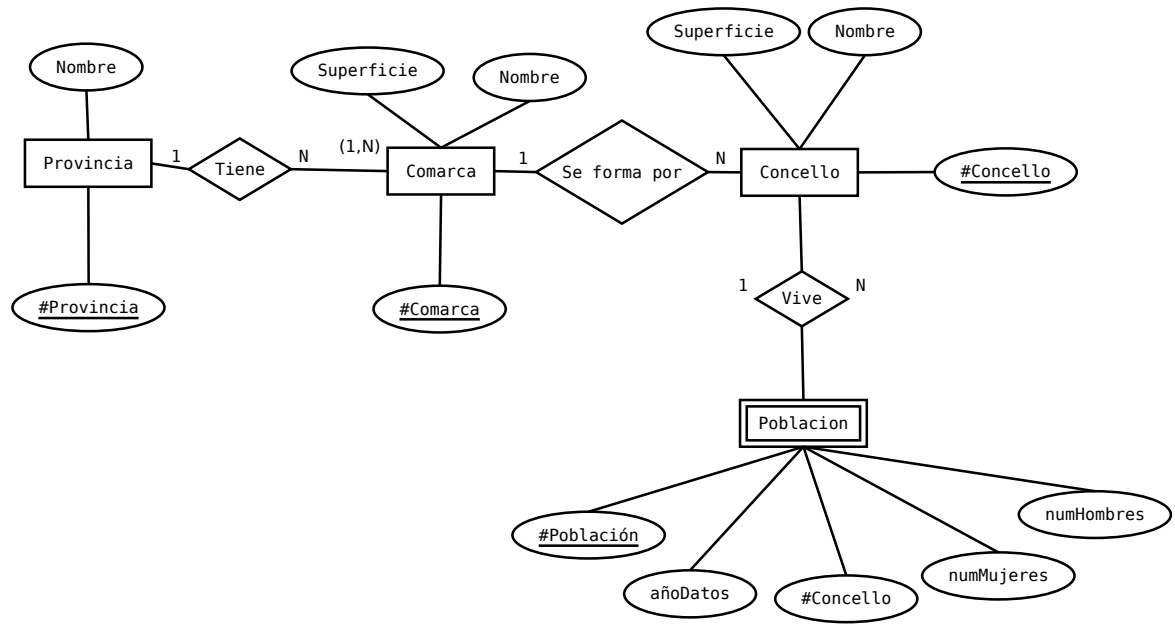 Superficie
Nombre
Nombre
Superficie
Nombre
Provincia
1
Tiene
N
(1,N)
Comarca
1
Se forma por
N
Concello
#Concello
#Provincia
#Comarca
1
Vive
N
Poblacion
#Población
añoDatos
#Concello
numMujeres
numHombres